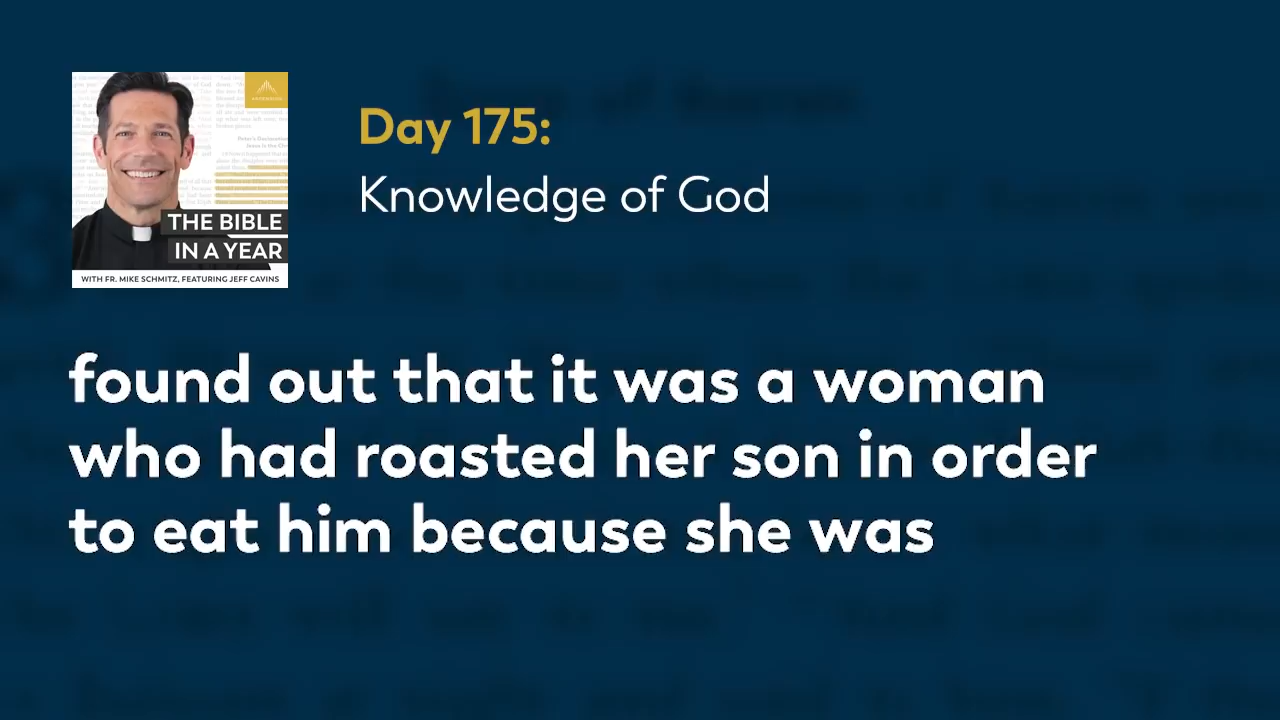 THE BIBLE
IN A YEAR
WITH FR. MIKE SCHMITZ, FEATURING JEFF CAVINS
Day 175:
Knowledge of God
found out that it was a woman
who had roasted her son in order
to eat him because she was